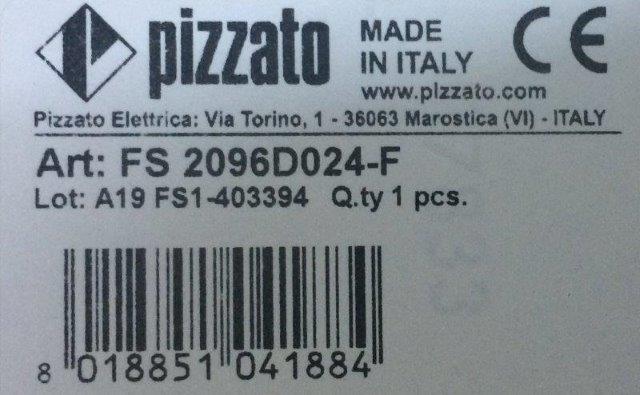 pizzato
MADE
IN ITALY
CE
www.pizzato.com
Pizzato Elettrica: Via Torino, 1 - 36063 Marostica (VI) - ITALY
Art: FS 2096D024-F
Lot: A19 FS1-403394 Q.ty 1 pcs.
8 018851 041884